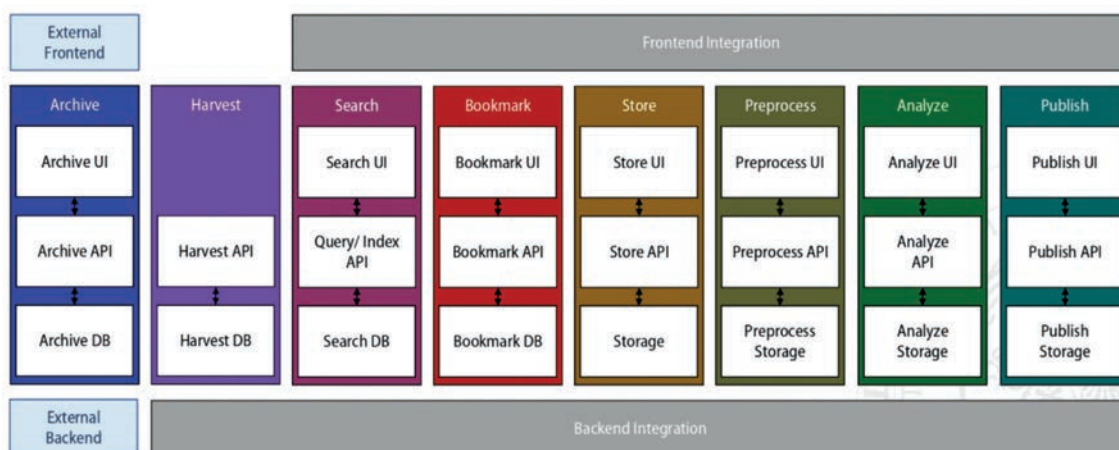 External
Frontend
Frontend Integration
Archive
Harvest
Search
Bookmark
Store
Preprocess
Analyze
Publish
Archive UI
Search UI
Bookmark UI
Store UI
Preprocess UI
Analyze UI
Publish UI
Archive API
Harvest API
Query/ Index
API
Bookmark API
Store API
Preprocess API
Analyze
API
Publish API
Archive DB
Harvest DB
Search DB
Bookmark DB
Storage
Preprocess
Storage
Analyze
Storage
Publish
Storage
External
Backend
Backend Integration